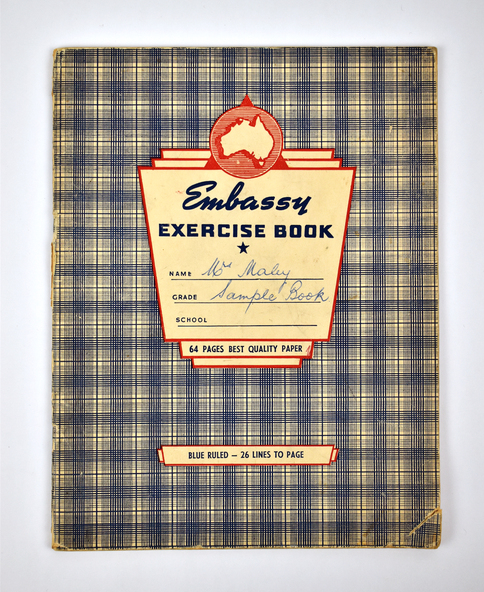 Embassy
EXERCISE BOOK
NAME Mrs Maley
GRADE Sample Book
SCHOOL
64 PAGES BEST QUALITY PAPER
BLUE RULED — 26 LINES TO PAGE